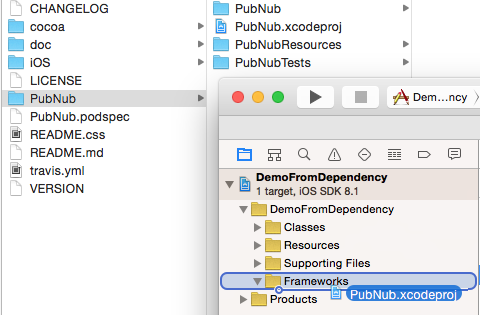 CHANGELOG
cocoa
doc
iOS
LICENSE
PubNub
PubNub.podspec
README.css
README.md
travis.yml
VERSION
PubNub
PubNub.xcodeproj
PubNubResources
PubNubTests
Dem...ncy
DemoFromDependency
1 target, iOS SDK 8.1
DemoFromDependency
Classes
Resources
Supporting Files
Frameworks
PubNub.xcodeproj
Products